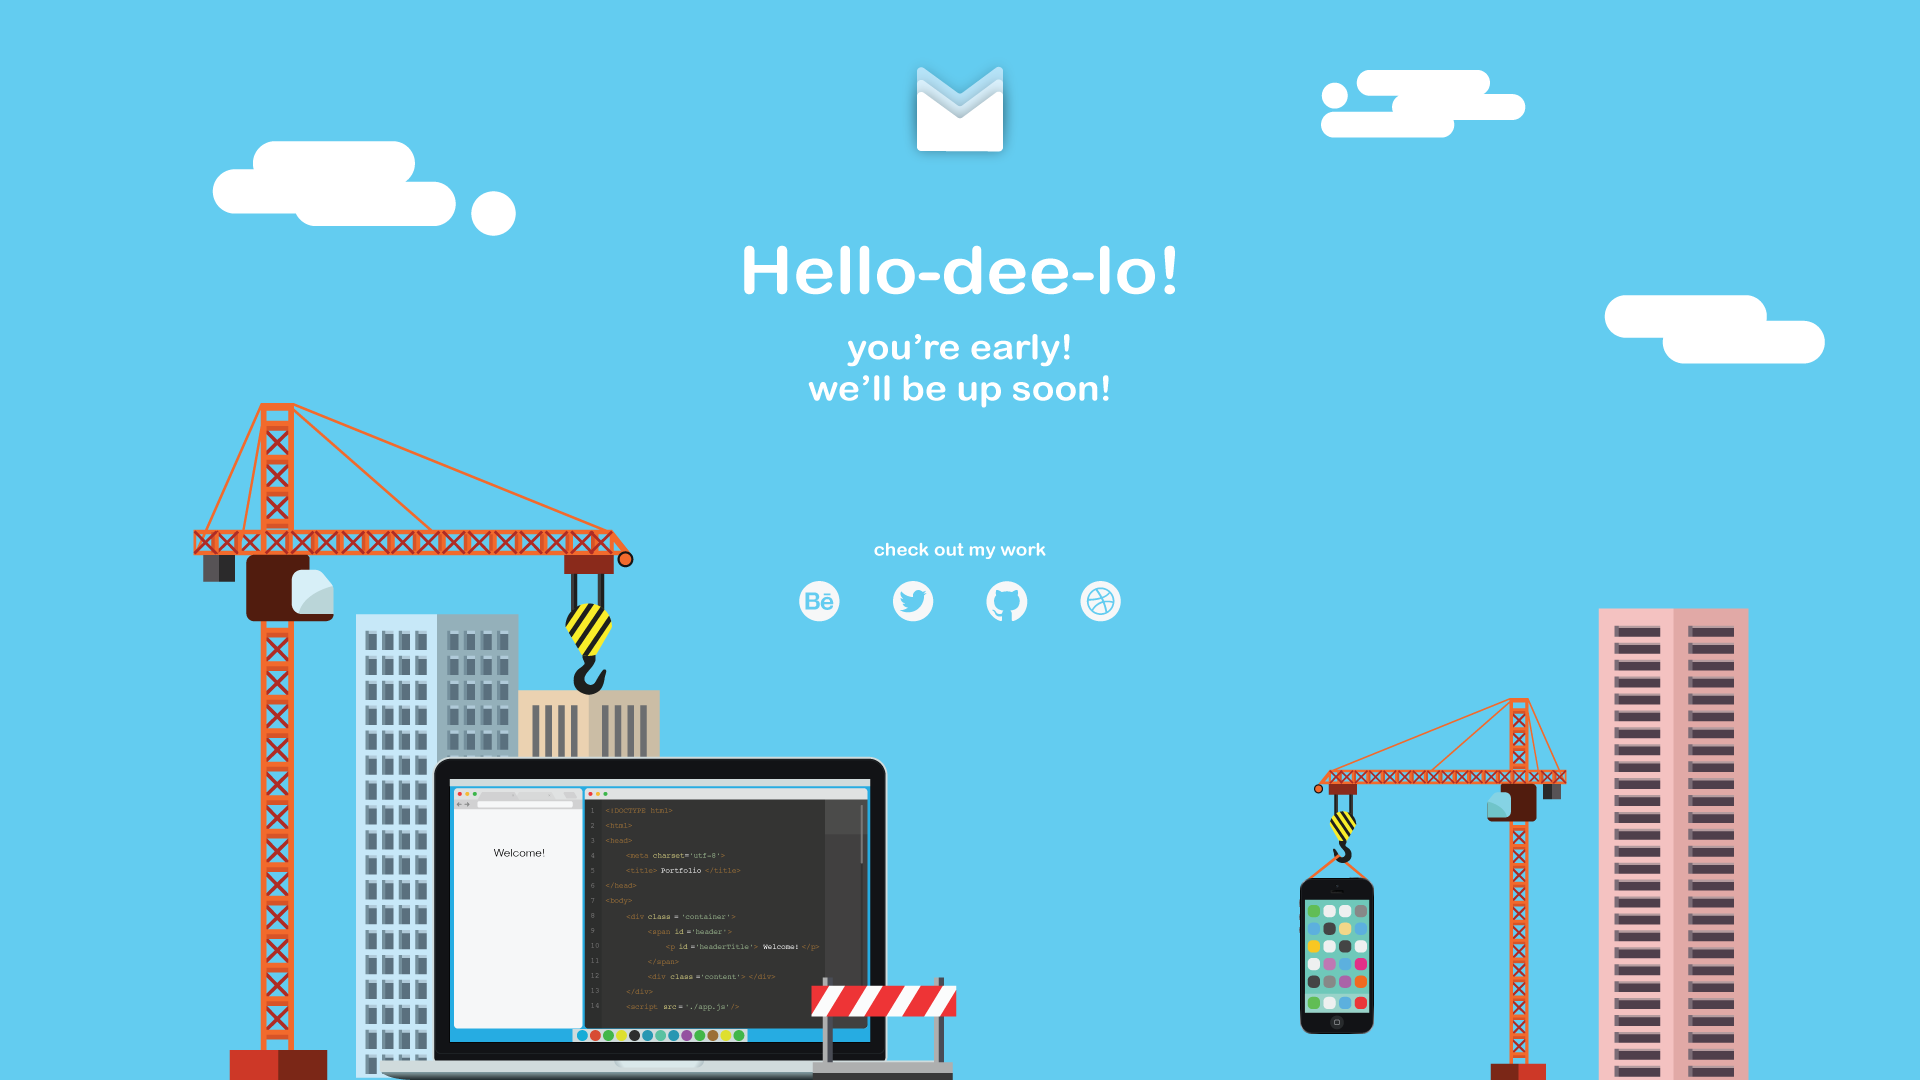 Hello-dee-lo!
you’re early!
we’ll be up soon!
check out my work
Bē
Welcome!
1 <!DOCTYPE html>
2 <html>
3 <head>
4 <meta charset='utf-8'>
5 <title> Portfolio </title>
6 </head>
7 <body>
8 <div class = 'container'>
9 <span id ='header'>
10 <p id ='headerTitle'> Welcome! </p>
11 </span>
12 <div class ='content'> </div>
13 </div>
14 <script src = './app.js'/>